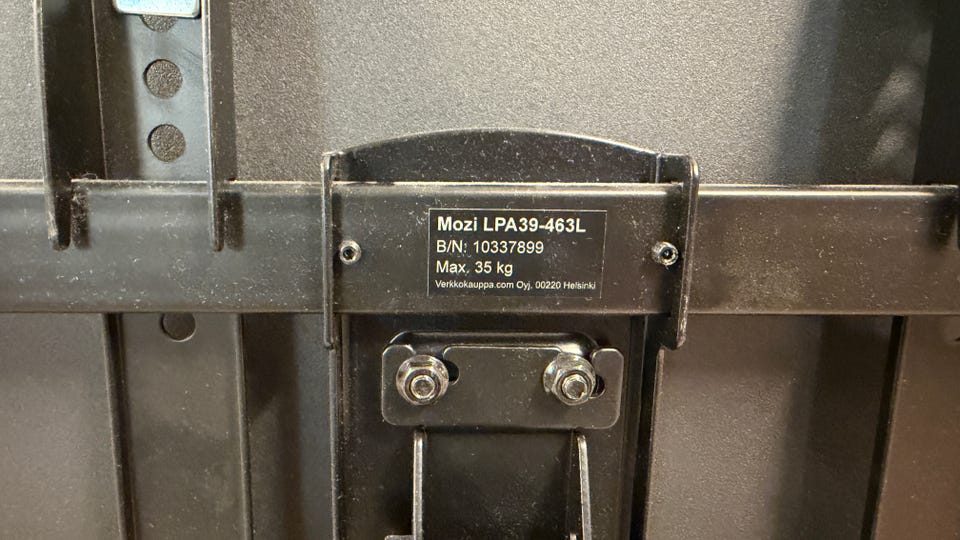 Mozi LPA39-463L
B/N: 10337899
Max. 35 kg
Verkkokauppa.com Oyj. 00220 Helsinki